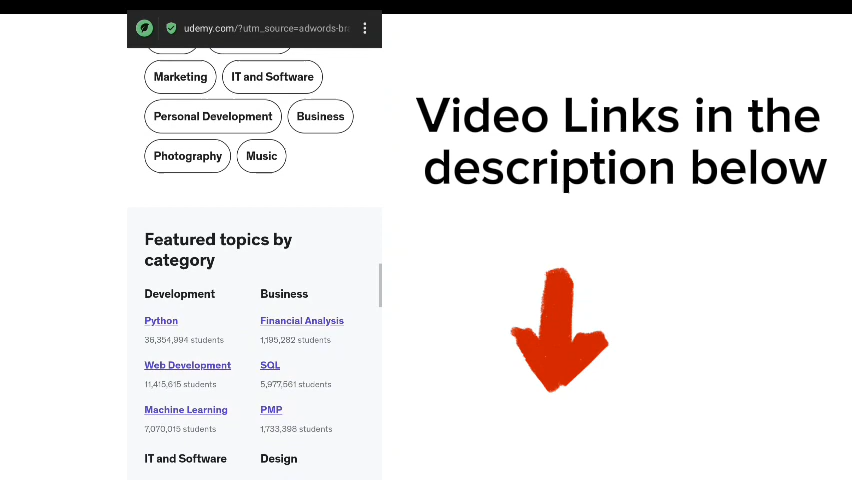 udemy.com/?utm_source=adwords-br
Marketing
IT and Software
Personal Development
Business
Photography
Music
Featured topics by
category
Development
Business
Python
Financial Analysis
36,354,994 students
1,195,282 students
Web Development
SQL
11,415,615 students
5,977,561 students
Machine Learning
PMP
7,070,015 students
1,733,398 students
IT and Software
Design
Video Links in the
description below